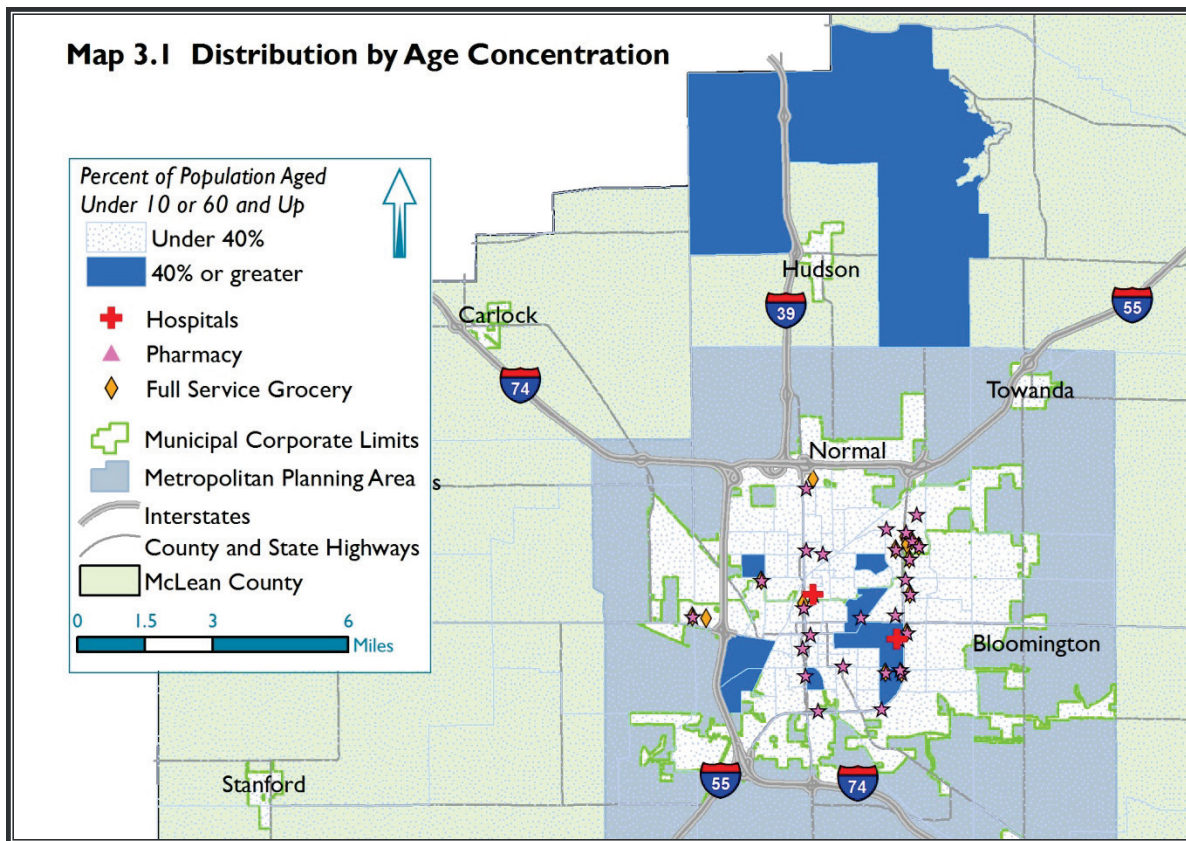 Map 3.1 Distribution by Age Concentration
Percent of Population Aged
Under 10 or 60 and Up
Under 40%
40% or greater
Hospitals
Pharmacy
Full Service Grocery
Municipal Corporate Limits
Metropolitan Planning Area
s
Interstates
County and State Highways
McLean County
0 1.5 3 6
Miles
Hudson
39
55
Carlock
74
Towanda
Normal
Bloomington
Stanford
55
74